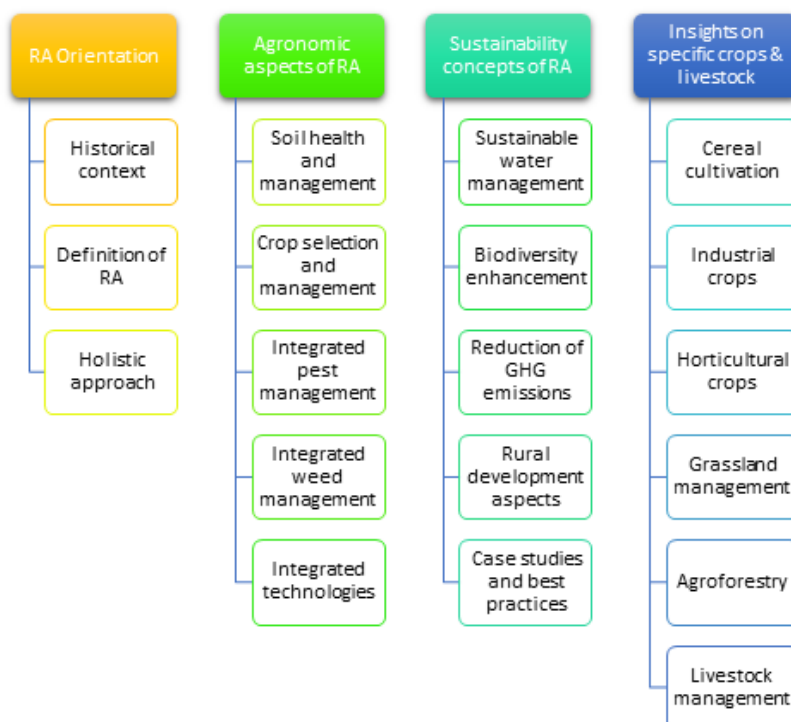 RA Orientation
Historical
context
Definition of
RA
Holistic
approach
Agronomic
aspects of RA
Soil health
and
management
Crop selection
and
management
Integrated
pest
management
Integrated
weed
management
Integrated
technologies
Sustainability
concepts of RA
Sustainable
water
management
Biodiversity
enhancement
Reduction of
GHG
emissions
Rural
development
aspects
Case studies
and best
practices
Insights on
specific crops &
livestock
Cereal
cultivation
Industrial
crops
Horticultural
crops
Grassland
management
Agroforestry
Livestock
management